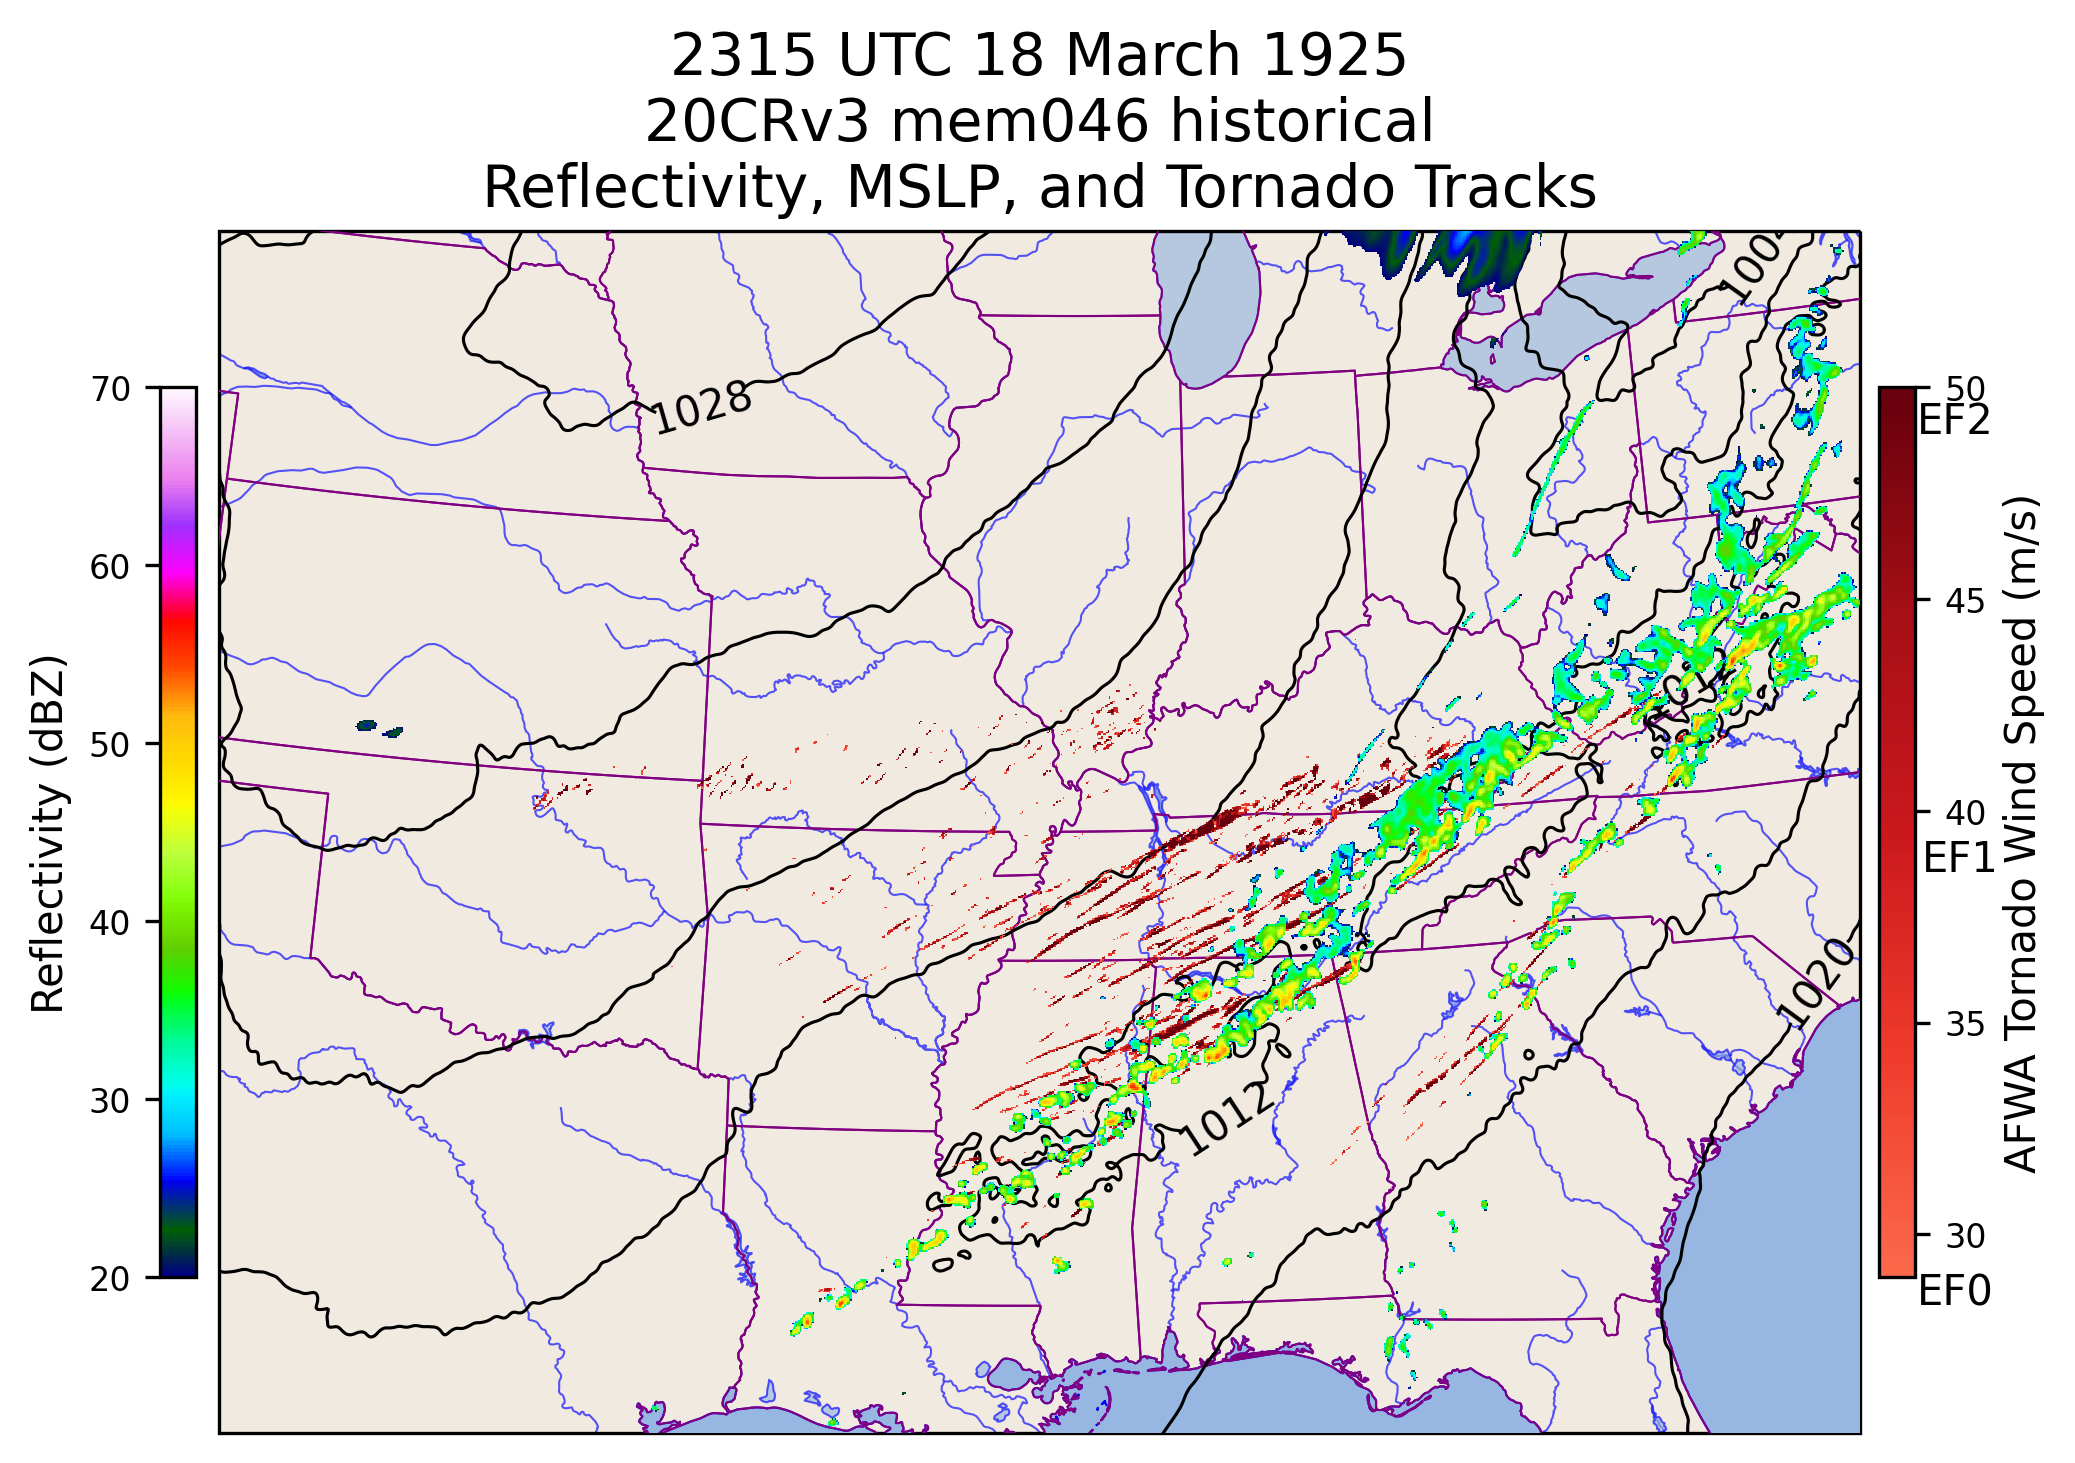 2315 UTC 18 March 1925
20CRv3 mem046 historical
Reflectivity, MSLP, and Tornado Tracks
1004
1028
1012
1012
1020
Reflectivity (dBZ)
70
60
50
40
30
20
50
EF2
45
40
EF1
35
30
EF0
AFWA Tornado Wind Speed (m/s)